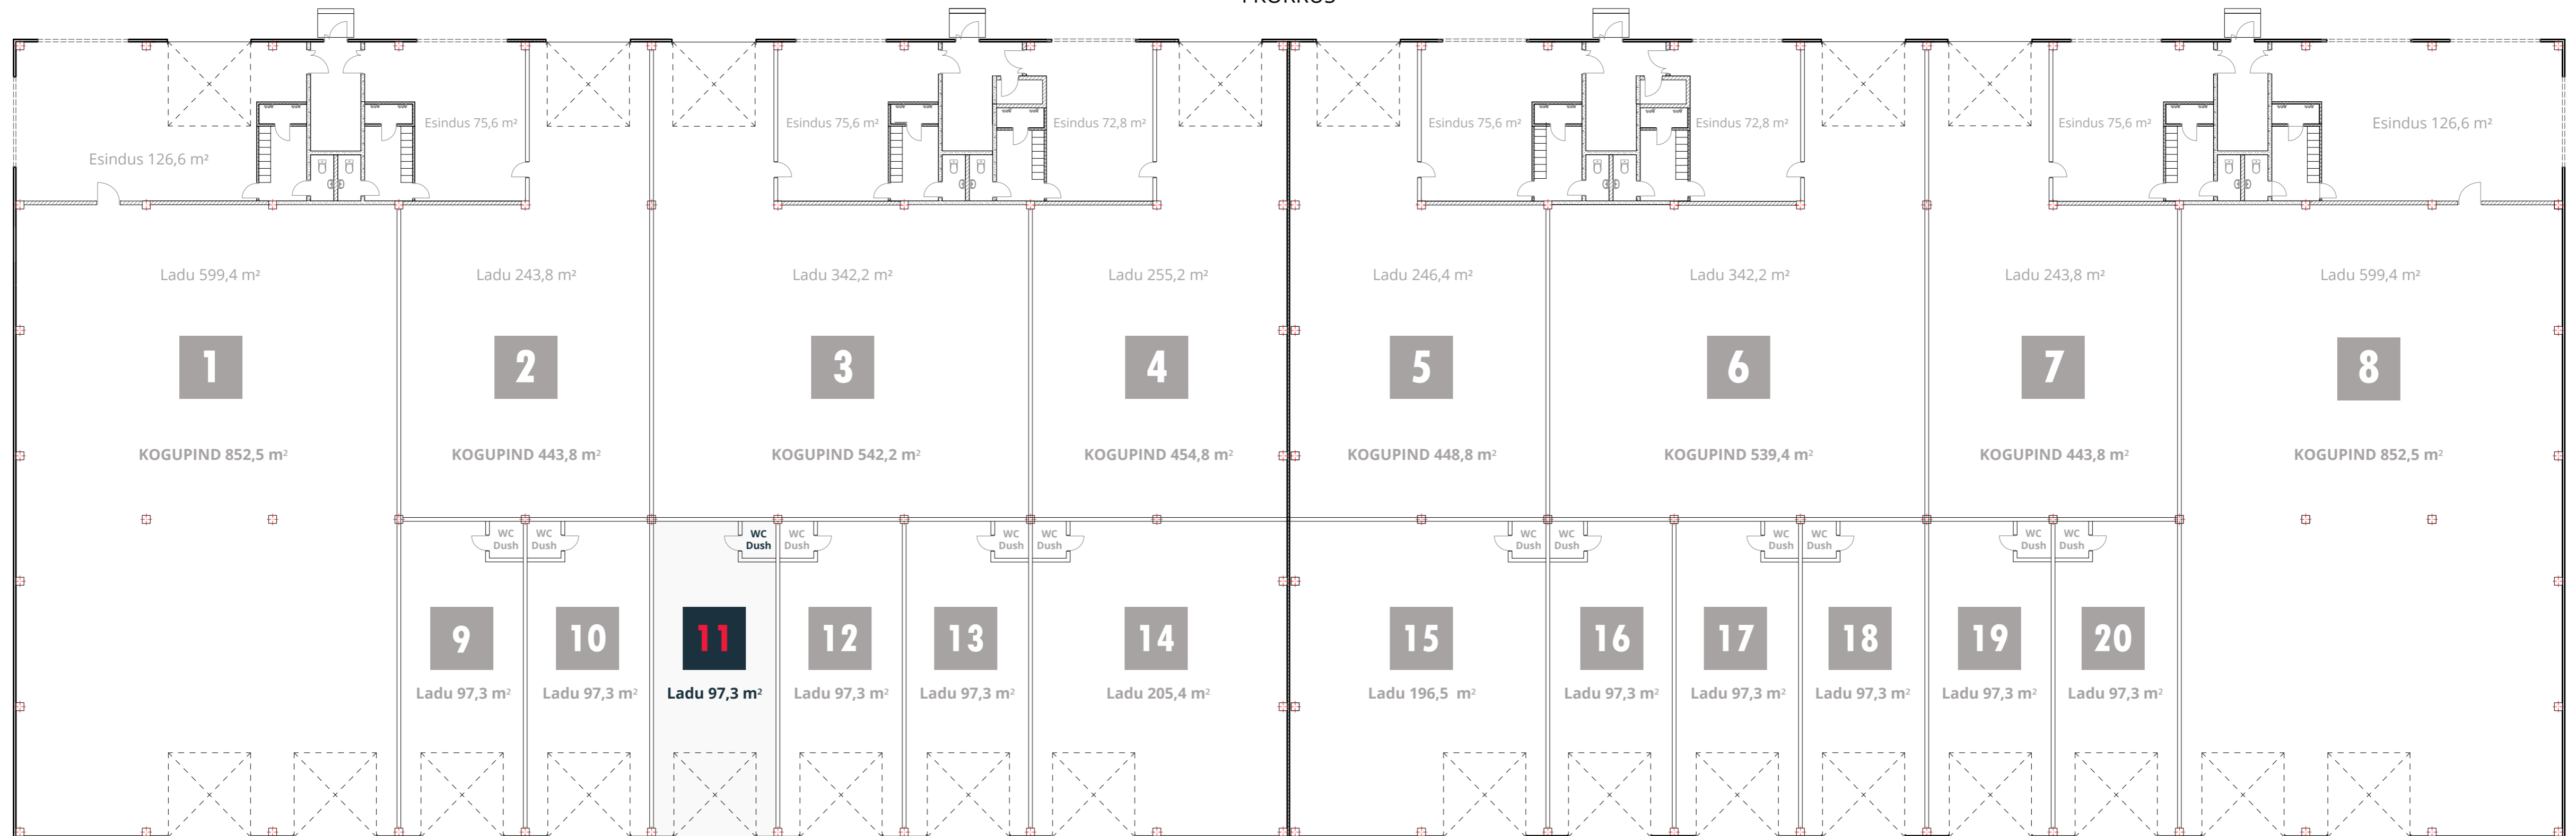 Esindus 126,6 m²
Esindus 75,6 m²
Esindus 75,6 m²
Esindus 72,8 m²
Esindus 75,6 m²
Esindus 72,8 m²
Esindus 75,6 m²
Esindus 126,6 m²
Ladu 599,4 m²
Ladu 243,8 m²
Ladu 342,2 m²
Ladu 255,2 m²
Ladu 246,4 m²
Ladu 342,2 m²
Ladu 243,8 m²
Ladu 599,4 m²
1
2
3
4
5
6
7
8
KOGUPIND 852,5 m²
KOGUPIND 443,8 m²
KOGUPIND 542,2 m²
KOGUPIND 454,8 m²
KOGUPIND 448,8 m²
KOGUPIND 539,4 m²
KOGUPIND 443,8 m²
KOGUPIND 852,5 m²
WC
Dush
WC
Dush
WC
Dush
WC
Dush
WC
Dush
WC
Dush
WC
Dush
WC
Dush
WC
Dush
WC
Dush
WC
Dush
WC
Dush
9
10
11
12
13
14
15
16
17
18
19
20
Ladu 97,3 m²
Ladu 97,3 m²
Ladu 97,3 m²
Ladu 97,3 m²
Ladu 97,3 m²
Ladu 205,4 m²
Ladu 196,5 m²
Ladu 97,3 m²
Ladu 97,3 m²
Ladu 97,3 m²
Ladu 97,3 m²
Ladu 97,3 m²